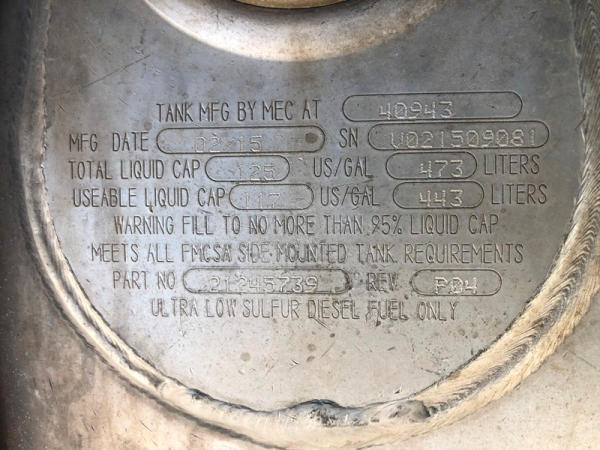 TANK MFG BY MEC AT 40943
MFG DATE 02 15 SN U021509081
TOTAL LIQUID CAP 125 US/GAL 473 LITERS
USEABLE LIQUID CAP 117 US/GAL 443 LITERS
WARNING FILL TO NO MORE THAN 95% LIQUID CAP
MEETS ALL FMCSA SIDE MOUNTED TANK REQUIREMENTS
PART NO 21245739 REV P04
ULTRA LOW SULFUR DIESEL FUEL ONLY